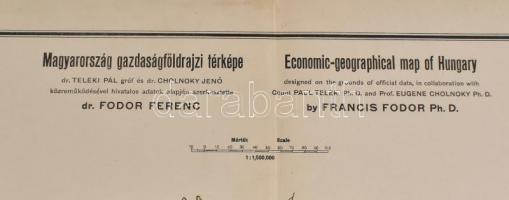 Magyarország gazdaságföldrajzi térképe
dr. TELEKI PÁL gróf és dr. CHOLNOKY JENŐ
közreműködésével hivatalos adatok alapján szerkesztette
dr. FODOR FERENC
Economic-geographical map of Hungary
designed on the grounds of official data, in collaboration with
Count PAUL TELEKI Ph. D. and Prof. EUGENE CHOLNOKY Ph. D.
by FRANCIS FODOR Ph. D.
darabanth
Mérték Scale
1 : 1,500,000